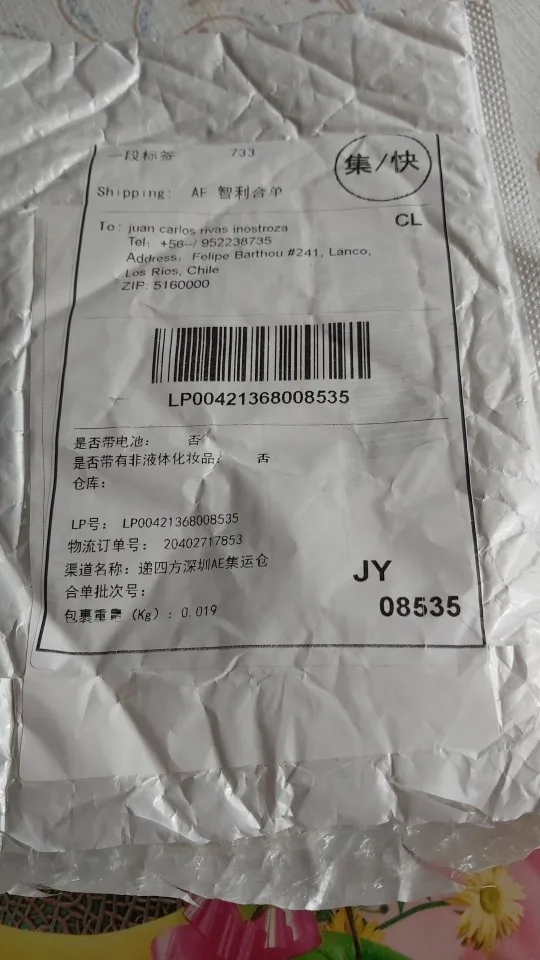 一段标签 733
集/快
Shipping: AE 智利合单
CL
To: juan carlos rivas inostroza
Tel: +56--/ 952238735
Address: Felipe Barthou #241, Lanco,
Los Rios, Chile
ZIP: 5160000
LP00421368008535
是否带电池: 否
是否带有非液体化妆品: 否
仓库:
LP号: LP00421368008535
物流订单号: 20402717853
渠道名称: 递四方深圳AE集运仓
合单批次号:
包裹重量 (Kg) : 0.019
JY
08535